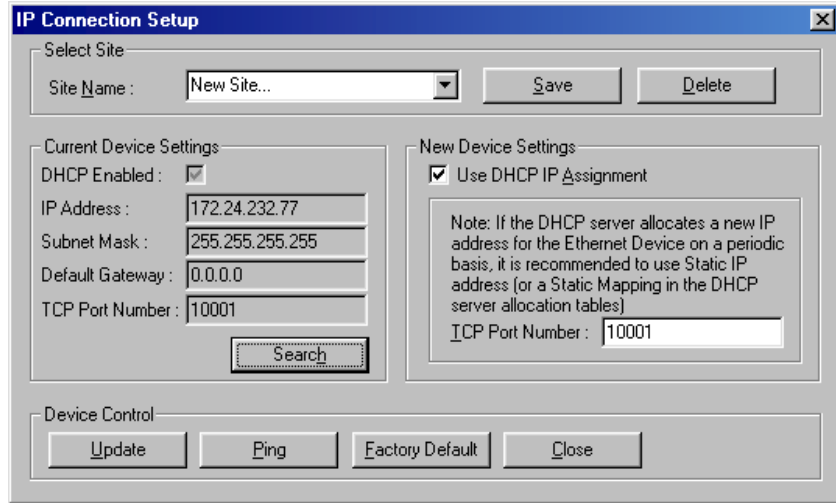 IP Connection Setup
Select Site
Site Name :
New Site...
Save
Delete
Current Device Settings
DHCP Enabled :
IP Address :
172.24.232.77
Subnet Mask :
255.255.255.255
Default Gateway :
0.0.0.0
TCP Port Number :
10001
Search
New Device Settings
Use DHCP IP Assignment
Note: If the DHCP server allocates a new IP
address for the Ethernet Device on a periodic
basis, it is recommended to use Static IP
address (or a Static Mapping in the DHCP
server allocation tables)
TCP Port Number :
10001
Device Control
Update
Ping
Factory Default
Close